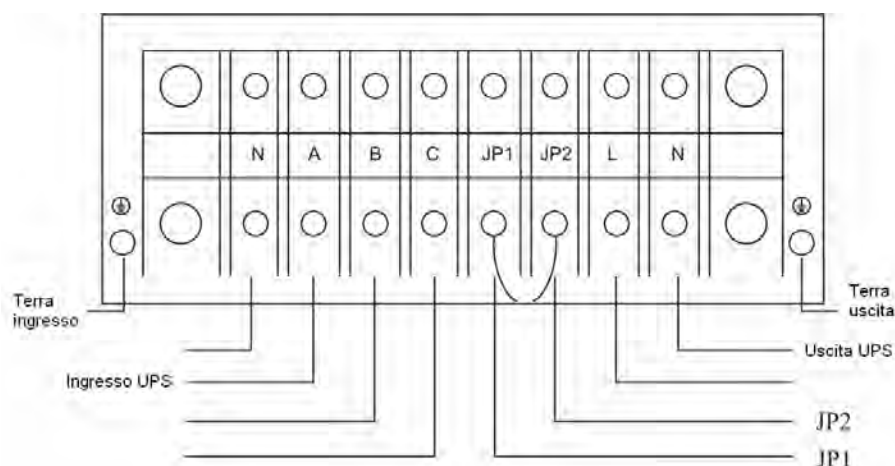 N A B C JP1 JP2 L N
Terra
ingresso
Terra
uscita
Uscita UPS
Ingresso UPS
JP2
JP1